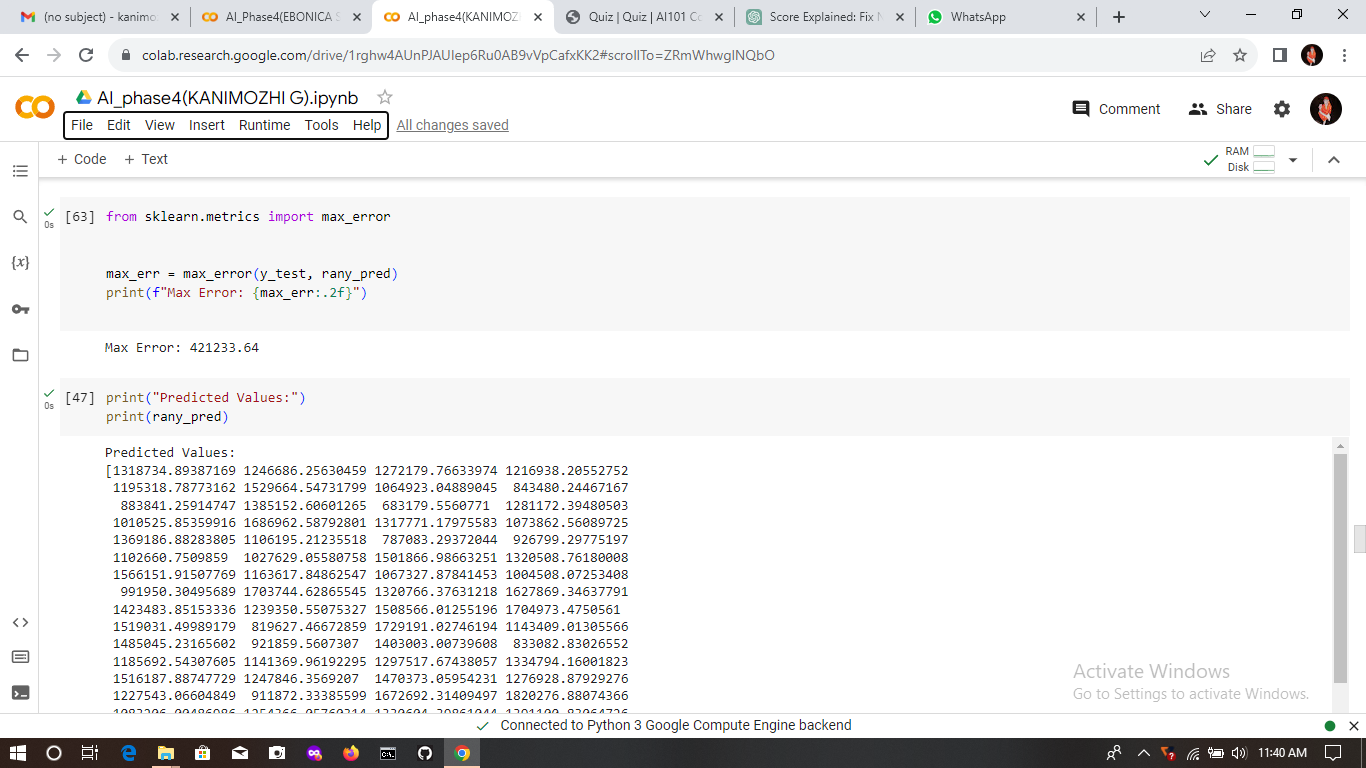 (no subject) - kanimo
AI_Phase4(EBONICA S
AI_phase4(KANIMOZ
Quiz | Quiz | AI101 Co
Score Explained: Fix N
WhatsApp
colab.research.google.com/drive/1rghw4AUnPJAUIep6Ru0AB9vVpCafxKK2#scrollTo=ZRmWhwglNQbO
AI_phase4(KANIMOZHI G).ipynb
Comment
Share
File Edit View Insert Runtime Tools Help All changes saved
+ Code + Text
RAM
Disk
[63] from sklearn.metrics import max_error
0s
max_err = max_error(y_test, rany_pred)
print(f"Max Error: {max_err:.2f}")
Max Error: 421233.64
[47] print("Predicted Values:")
0s
print(rany_pred)
Predicted Values:
[1318734.89387169 1246686.25630459 1272179.76633974 1216938.20552752
1195318.78773162 1529664.54731799 1064923.04889045 843480.24467167
883841.25914747 1385152.60601265 683179.5560771 1281172.39480503
1010525.85359916 1686962.58792801 1317771.17975583 1073862.56089725
1369186.88283805 1106195.21235518 787083.29372044 926799.29775197
1102660.7509859 1027629.05580758 1501866.98663251 1320508.76180008
1566151.91507769 1163617.84862547 1067327.87841453 1004508.07253408
991950.30495689 1703744.62865545 1320766.37631218 1627869.34637791
1423483.85153336 1239350.55075327 1508566.01255196 1704973.4750561
1519031.49989179 819627.46672859 1729191.02746194 1143409.01305566
1485045.23165602 921859.5607307 1403003.00739608 833082.83026552
1185692.54307605 1141369.96192295 1297517.67438057 1334794.16001823
1516187.88747729 1247846.3569207 1470373.05954231 1276928.87929276
1227543.06604849 911872.33385599 1672692.31409497 1820276.88074366
Activate Windows
Go to Settings to activate Windows.
Connected to Python 3 Google Compute Engine backend
11:40 AM